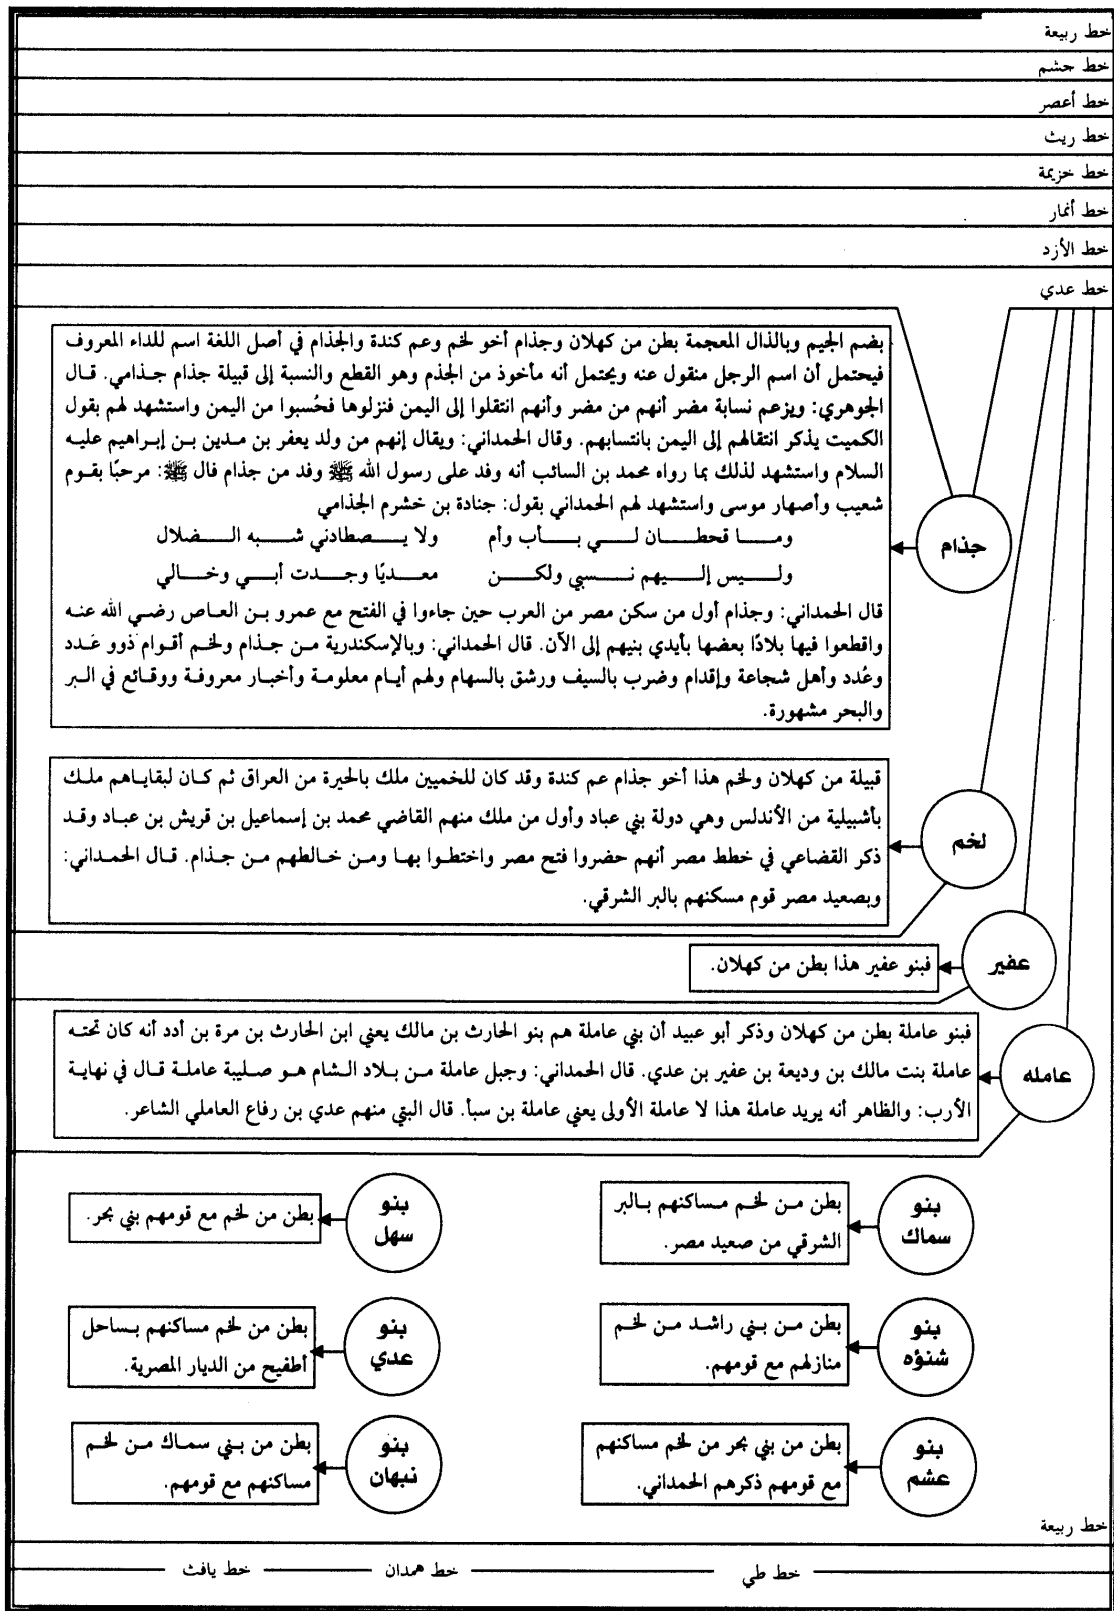 خط ربيعة
خط حشم
خط أعصر
خط ريث
خط خزيمة
خط أنمار
خط الأزد
خط عدي
جذام
بضم الجيم وبالذال المعجمة بطن من كهلان وجذام أخو لخم وعم كندة والجذام في أصل اللغة اسم للداء المعروف
فيحتمل أن اسم الرجل منقول عنه ويحتمل أنه مأخوذ من الجذم وهو القطع والنسبة إلى قبيلة جذام جذامي. قال
الجوهري: ويزعم نسابة مضر أنهم من مضر وأنهم انتقلوا إلى اليمن فنزلوها فحُسبوا من اليمن واستشهد لهم بقول
الكميت يذكر انتقالهم إلى اليمن بانتسابهم. وقال الحمداني: ويقال إنهم من ولد يعفر بن مدين بن إبراهيم عليه
السلام واستشهد لذلك بما رواه محمد بن السائب أنه وفد على رسول الله ﷺ وفد من جذام فال ﷺ: مرحبًا بقوم
شعيب وأصهار موسى واستشهد لهم الحمداني بقول: جنادة بن خشرم الجذامي
وما قحطان لي بأب وأم ولا يصطادني شبه الضلال
وليس إليهم نسبي ولكن معديًا وجدت أبي وخالي
قال الحمداني: وجذام أول من سكن مصر من العرب حين جاءوا في الفتح مع عمرو بن العاص رضي الله عنه
واقطعوا فيها بلادًا بعضها بأيدي بنيهم إلى الآن. قال الحمداني: وبالإسكندرية من جذام ولخم أقوام ذوو عَدد
وعُدد وأهل شجاعة وإقدام وضرب بالسيف ورشق بالسهام ولهم أيام معلومة وأخبار معروفة ووقائع في البر
والبحر مشهورة.
لخم
قبيلة من كهلان ولخم هذا أخو جذام عم كندة وقد كان للخميين ملك بالحيرة من العراق ثم كان لبقاياهم ملك
بأشبيلية من الأندلس وهي دولة بني عباد وأول من ملك منهم القاضي محمد بن إسماعيل بن قريش بن عباد وقد
ذكر القضاعي في خطط مصر أنهم حضروا فتح مصر واختطوا بها ومن خالطهم من جذام. قال الحمداني:
وبصعيد مصر قوم مسكنهم بالبر الشرقي.
عفير
فبنو عفير هذا بطن من كهلان.
عامله
فبنو عاملة بطن من كهلان وذكر أبو عبيد أن بني عاملة هم بنو الحارث بن مالك يعني ابن الحارث بن مرة بن أدد أنه كان تحته
عاملة بنت مالك بن وديعة بن عفير بن عدي. قال الحمداني: وجبل عاملة من بلاد الشام هو صليبة عاملة قال في نهاية
الأرب: والظاهر أنه يريد عاملة هذا لا عاملة الأولى يعني عاملة بن سبأ. قال البتي منهم عدي بن رفاع العاملي الشاعر.
بنو
سماك
بطن من لخم مساكنهم بالبر
الشرقي من صعيد مصر.
بنو
سهل
بطن من لخم مع قومهم بني بحر.
بنو
شنؤه
بطن من بني راشد من لخم
منازلهم مع قومهم.
بنو
عدي
بطن من لخم مساكنهم بساحل
أطفيح من الديار المصرية.
بنو
عشم
بطن من بني بحر من لخم مساكنهم
مع قومهم ذكرهم الحمداني.
بنو
نبهان
بطن من بني سماك من لخم
مساكنهم مع قومهم.
خط ربيعة
خط طي خط همدان خط يافث